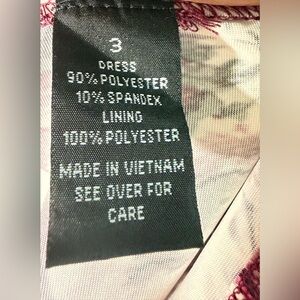 3
DRESS
90% POLYESTER
10% SPANDEX
LINING
100% POLYESTER
MADE IN VIETNAM
SEE OVER FOR
CARE